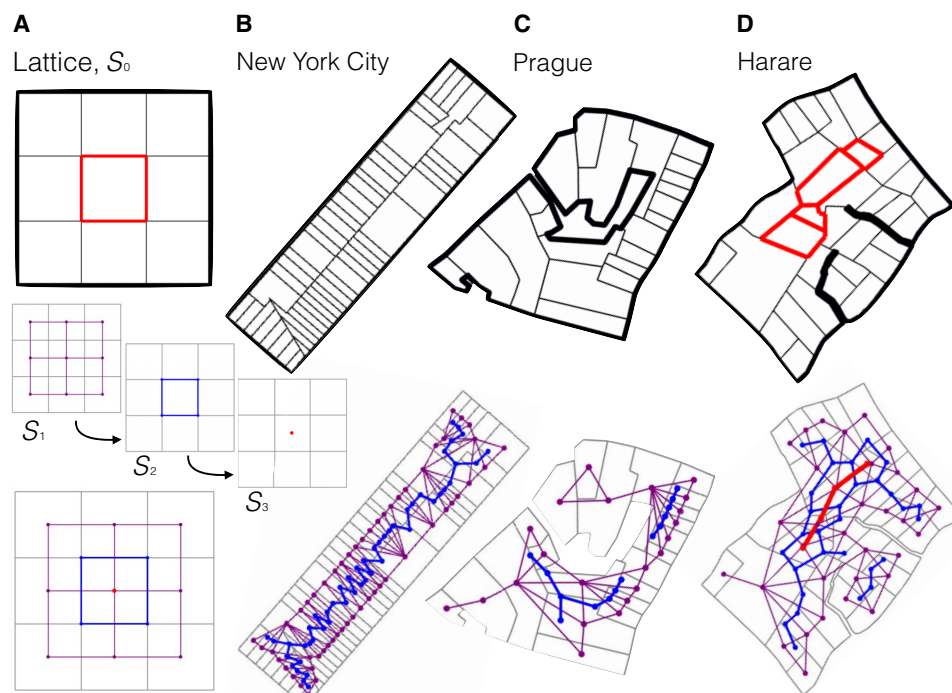 A
Lattice, S₀
B
New York City
C
Prague
D
Harare
S₁
S₂
S₃